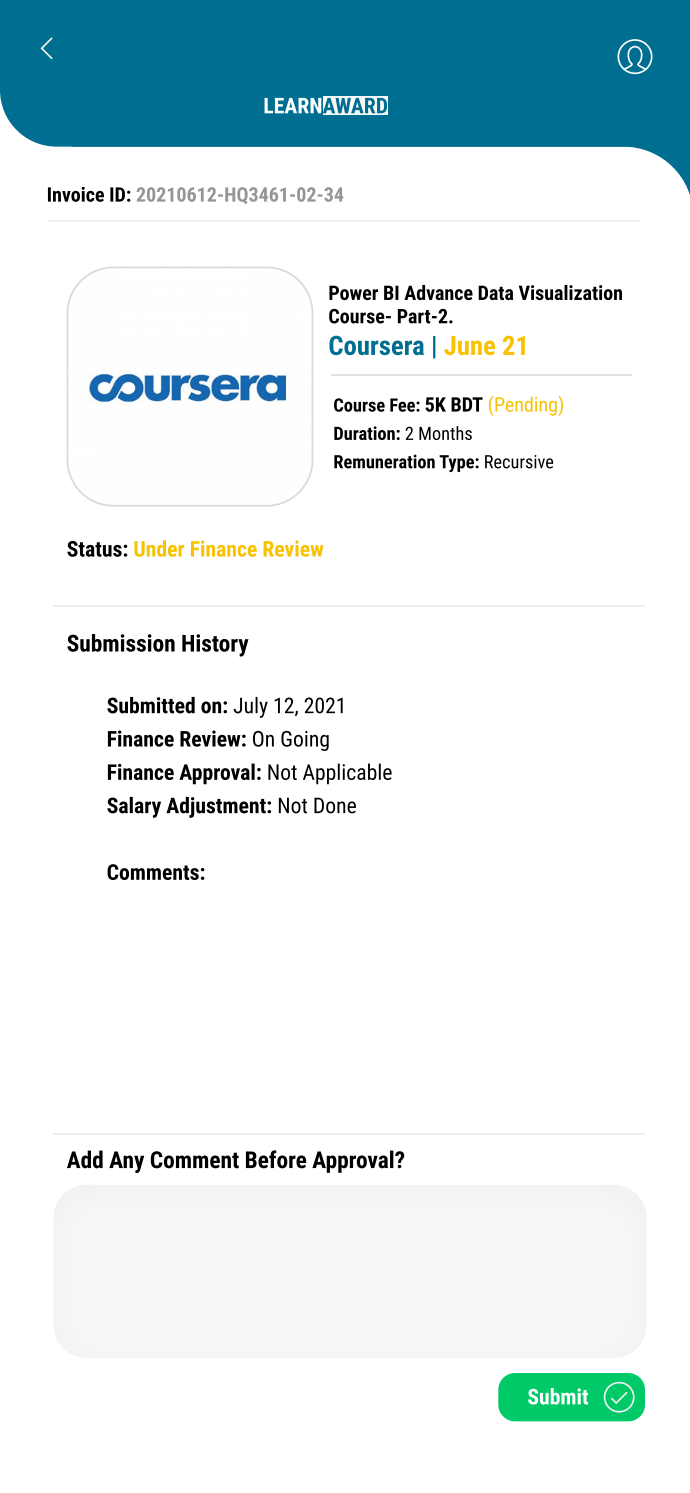 LEARNAWARD
Invoice ID: 20210612-HQ3461-02-34
coursera
Power BI Advance Data Visualization
Course- Part-2.
Coursera | June 21
Course Fee: 5K BDT (Pending)
Duration: 2 Months
Remuneration Type: Recursive
Status: Under Finance Review
Submission History
Submitted on: July 12, 2021
Finance Review: On Going
Finance Approval: Not Applicable
Salary Adjustment: Not Done
Comments:
Add Any Comment Before Approval?
Submit